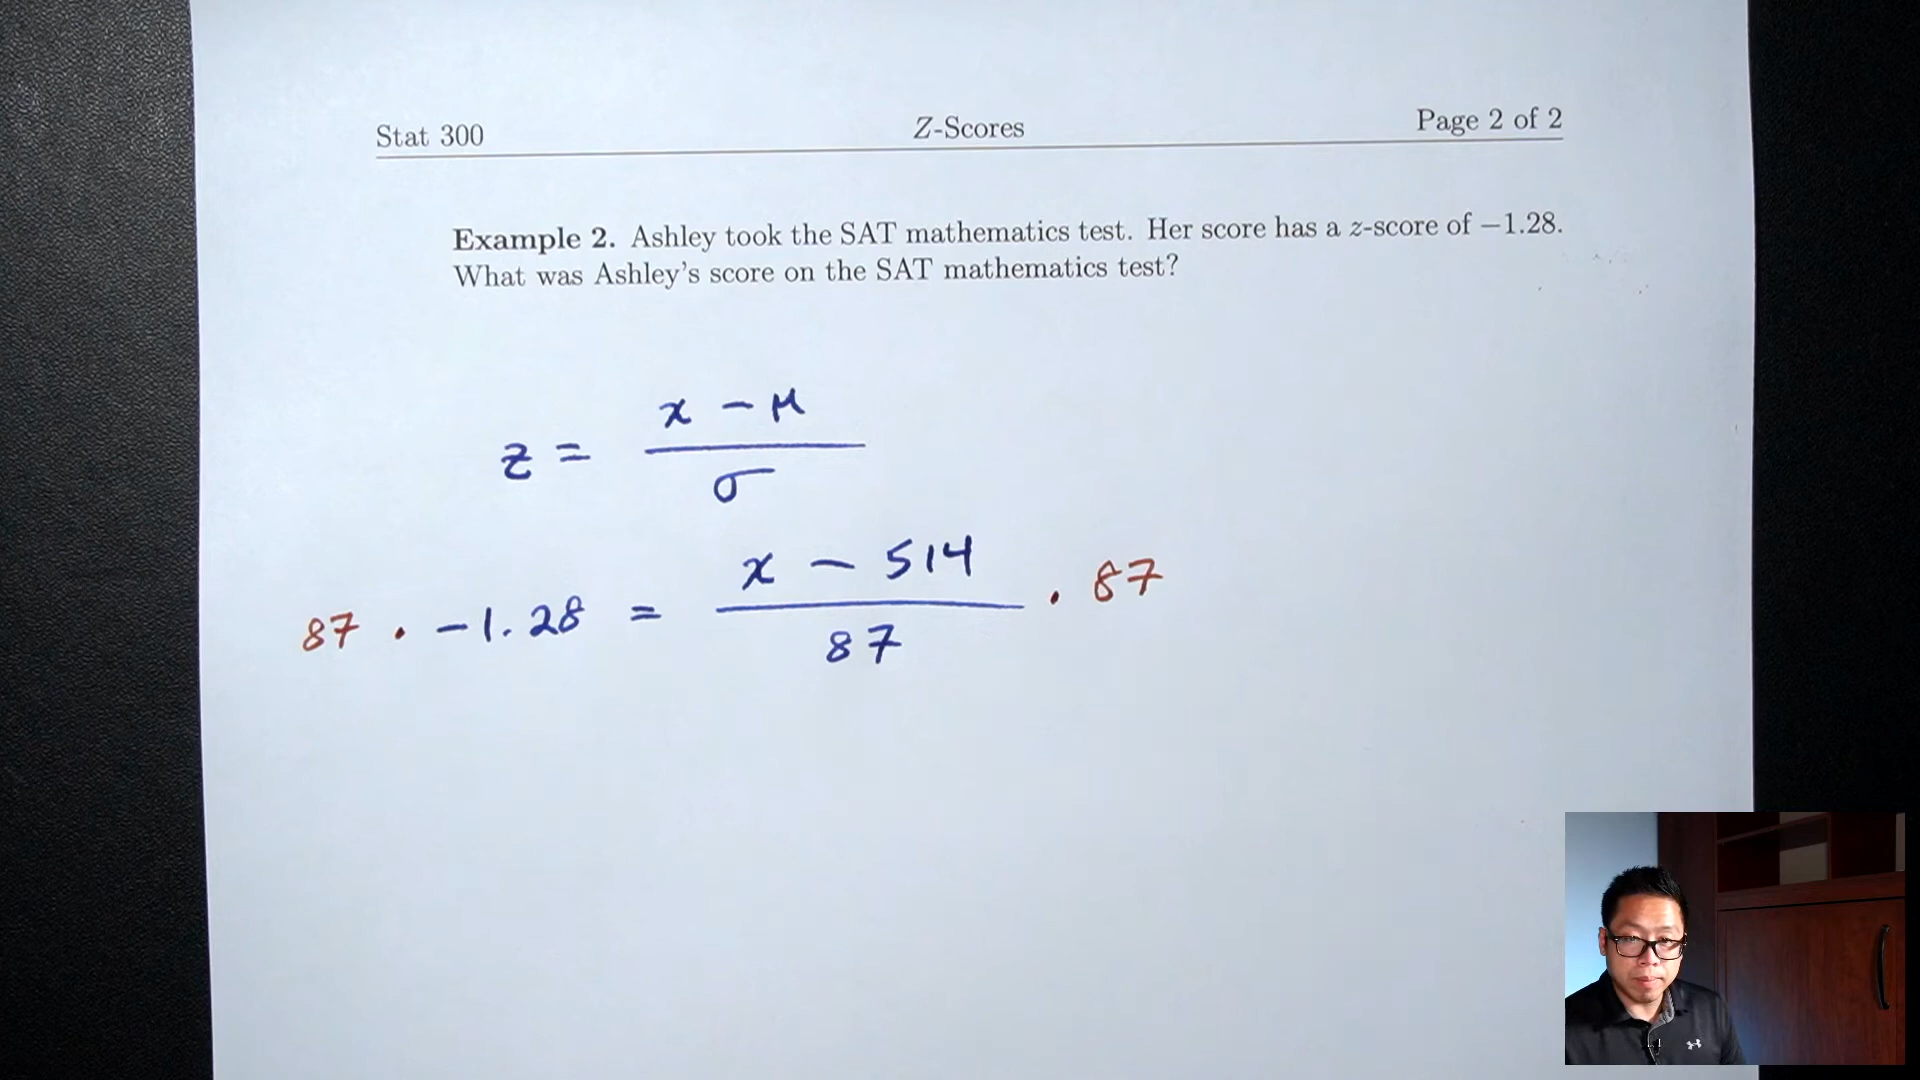 Stat 300 Z-Scores Page 2 of 2
Example 2. Ashley took the SAT mathematics test. Her score has a z-score of −1.28.
What was Ashley's score on the SAT mathematics test?
z = x − μ
σ
87 · −1.28 = x − 514 · 87
87